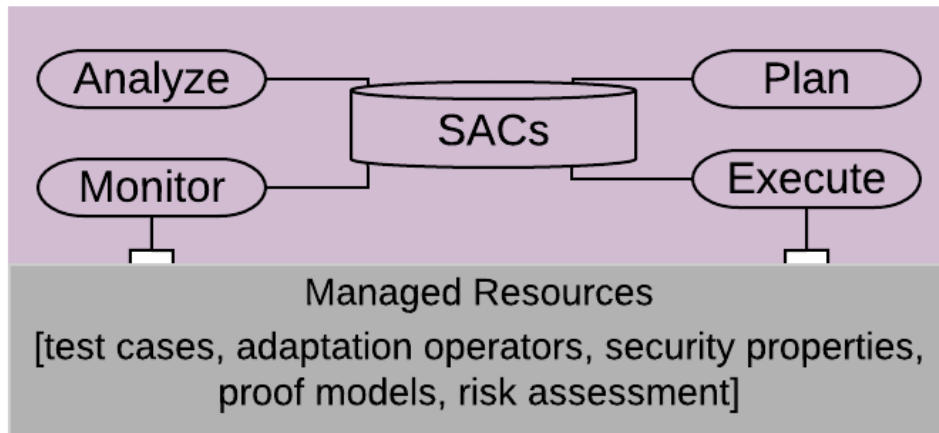 Analyze
Plan
SACs
Monitor
Execute
Managed Resources
[test cases, adaptation operators, security properties,
proof models, risk assessment]